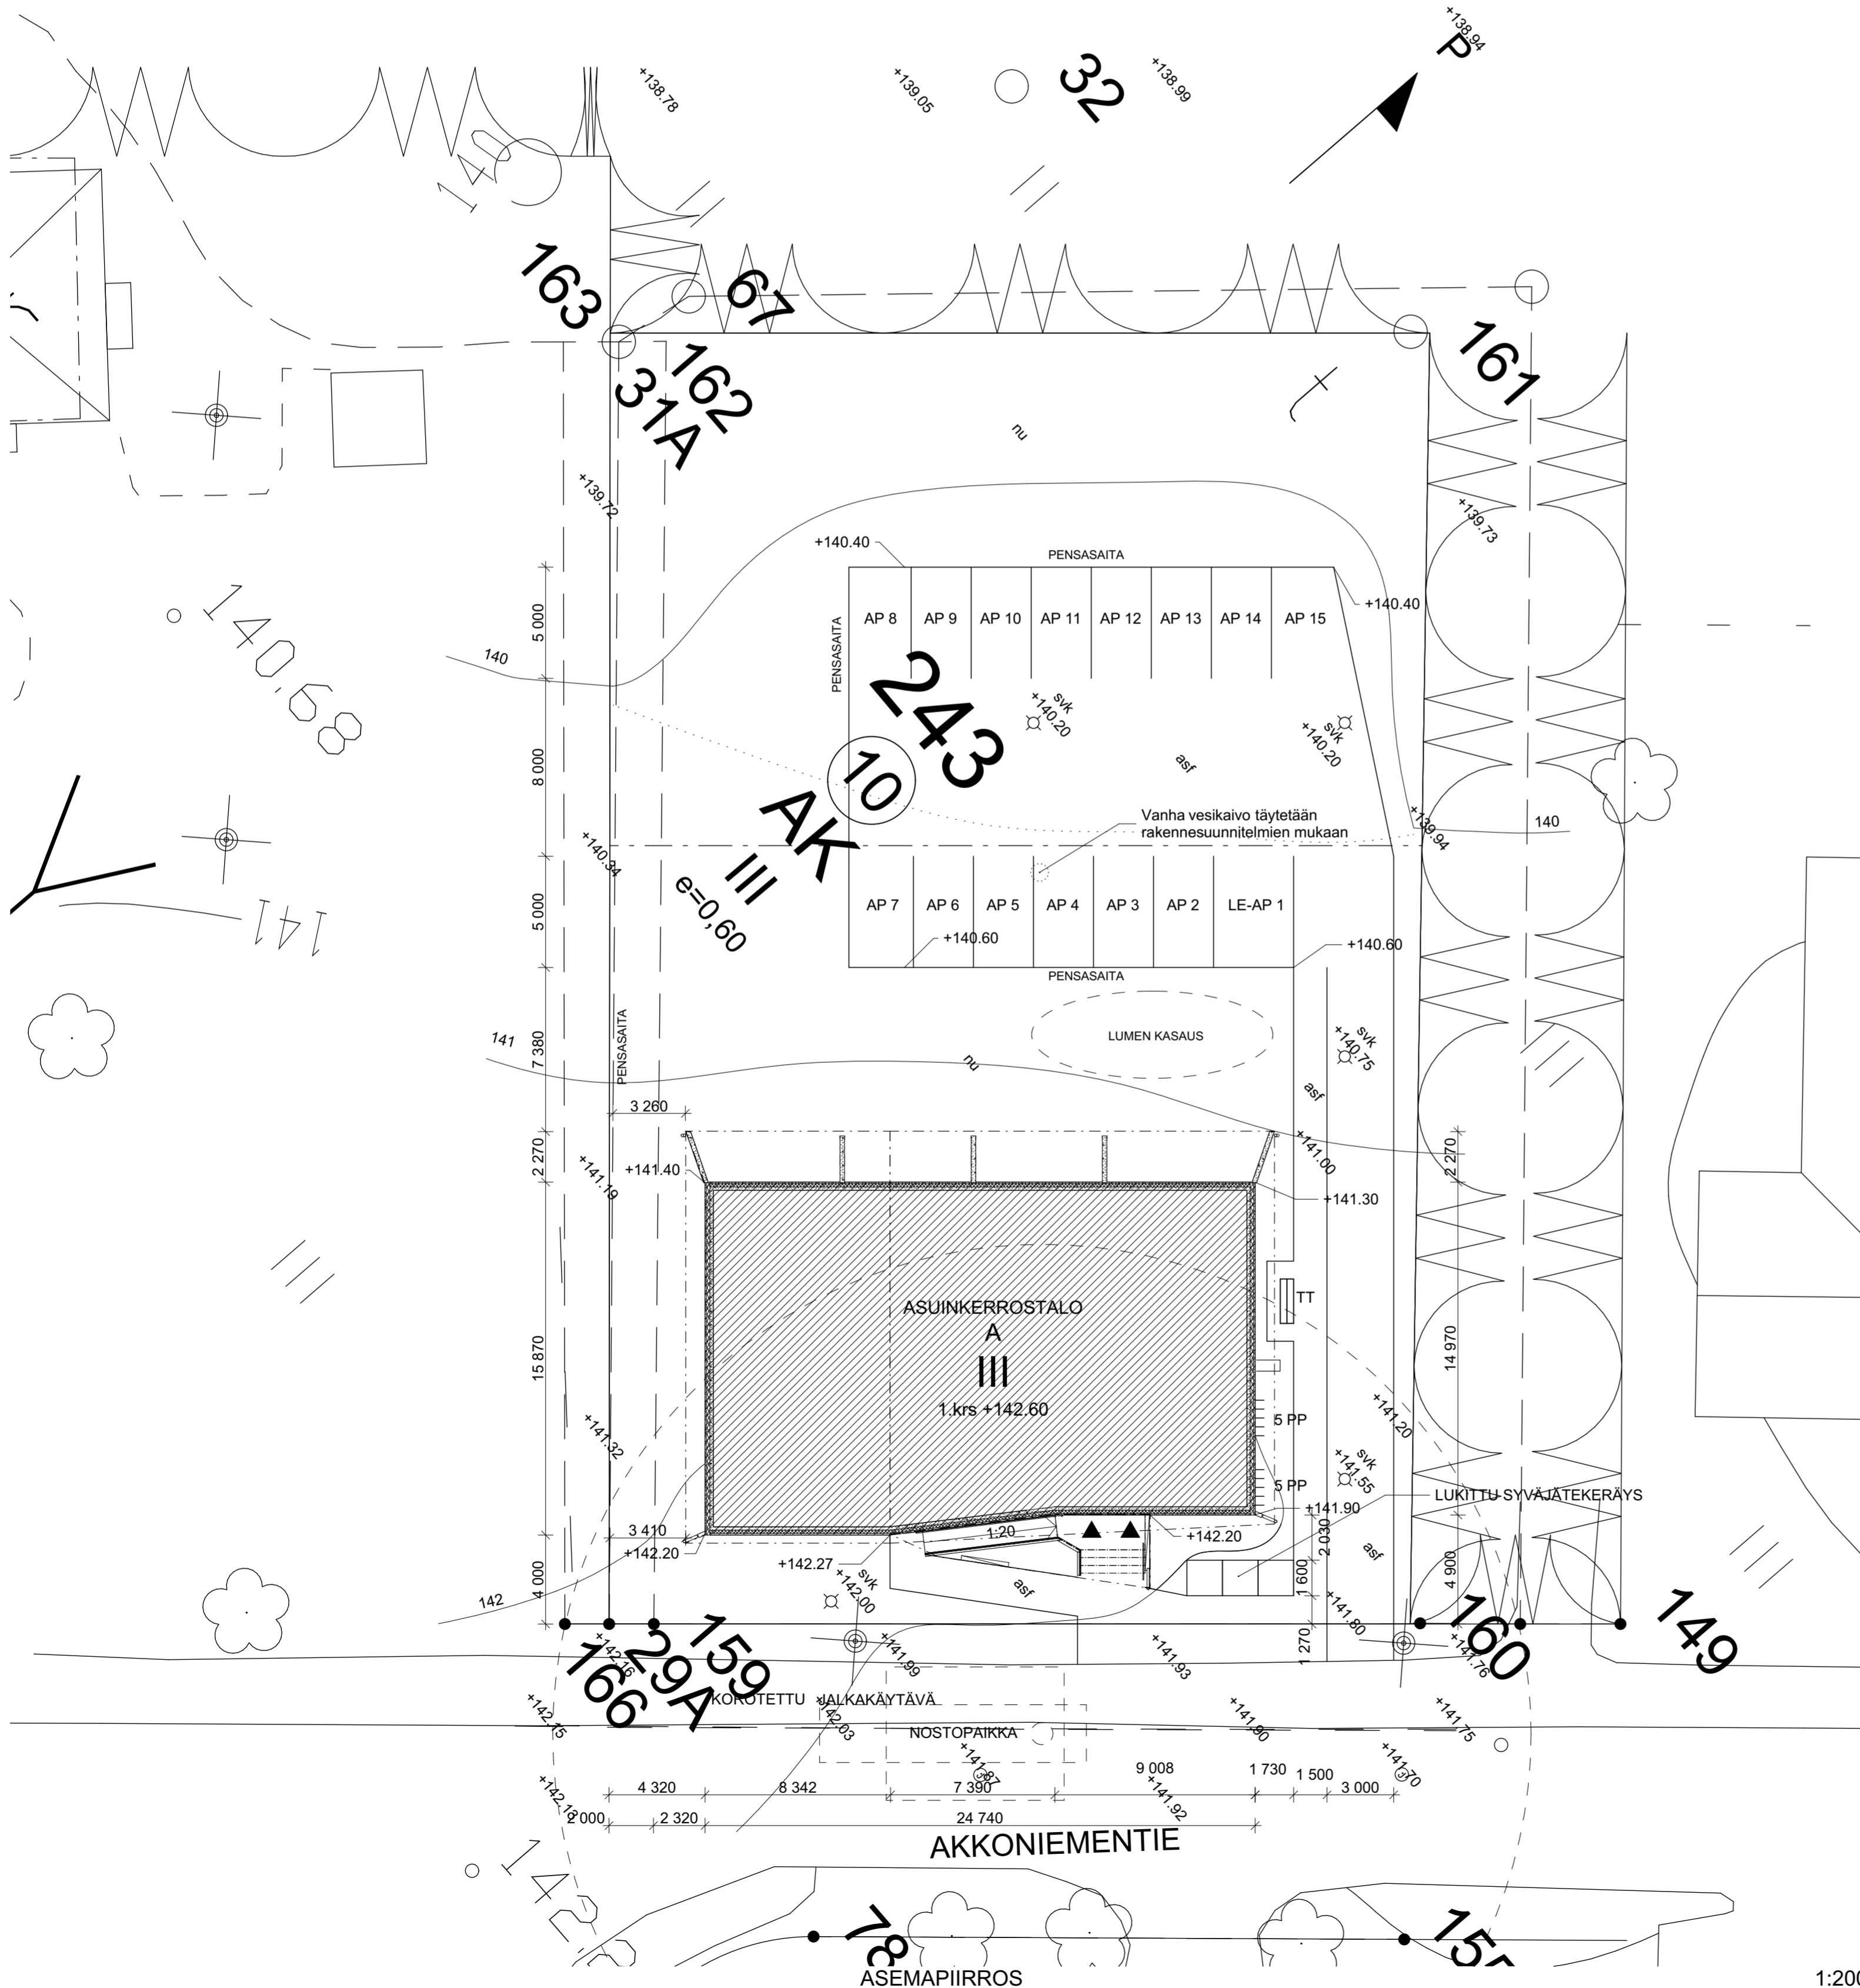 +138.94
P
+138.78
+139.05
32
+138.99
140
163
67
161
162
31A
nu
+139.72
+139.73
+140.40
PENSASAITA
AP 8
AP 9
AP 10
AP 11
AP 12
AP 13
AP 14
AP 15
+140.40
5 000
PENSASAITA
140
140.68
243
svk
+140.20
svk
+140.20
asf
8 000
10
AK
III
e=0,60
Vanha vesikaivo täytetään
rakennesuunnitelmien mukaan
+139.94
140
+140.34
141
5 000
AP 7
AP 6
AP 5
AP 4
AP 3
AP 2
LE-AP 1
+140.60
+140.60
PENSASAITA
LUMEN KASAUS
141
7 380
PENSASAITA
nu
svk
+140.75
asf
3 260
+141.00
2 270
+141.19
+141.40
+141.30
2 270
ASUINKERROSTALO
A
III
1.krs +142.60
TT
15 870
14 970
+141.32
5 PP
+141.20
svk
+141.55
5 PP
LUKITTU SYVÄJÄTEKERÄYS
+141.90
3 410
+142.20
1:20
+142.20
2 030
+142.27
svk
+142.00
asf
asf
4 000
142
1 600
4 900
+141.80
1 270
159
29A
166
160
149
+142.16
+141.99
+141.93
+141.76
KOROTETTU JALKAKÄYTÄVÄ
+142.15
+142.03
NOSTOPAIKKA
+141.90
+141.75
+141.87
9 008
1 730
1 500
3 000
+141.70
4 320
8 342
7 390
+141.92
+142.13
2 000
2 320
24 740
AKKONIEMENTIE
78
ASEMAPIIRROS